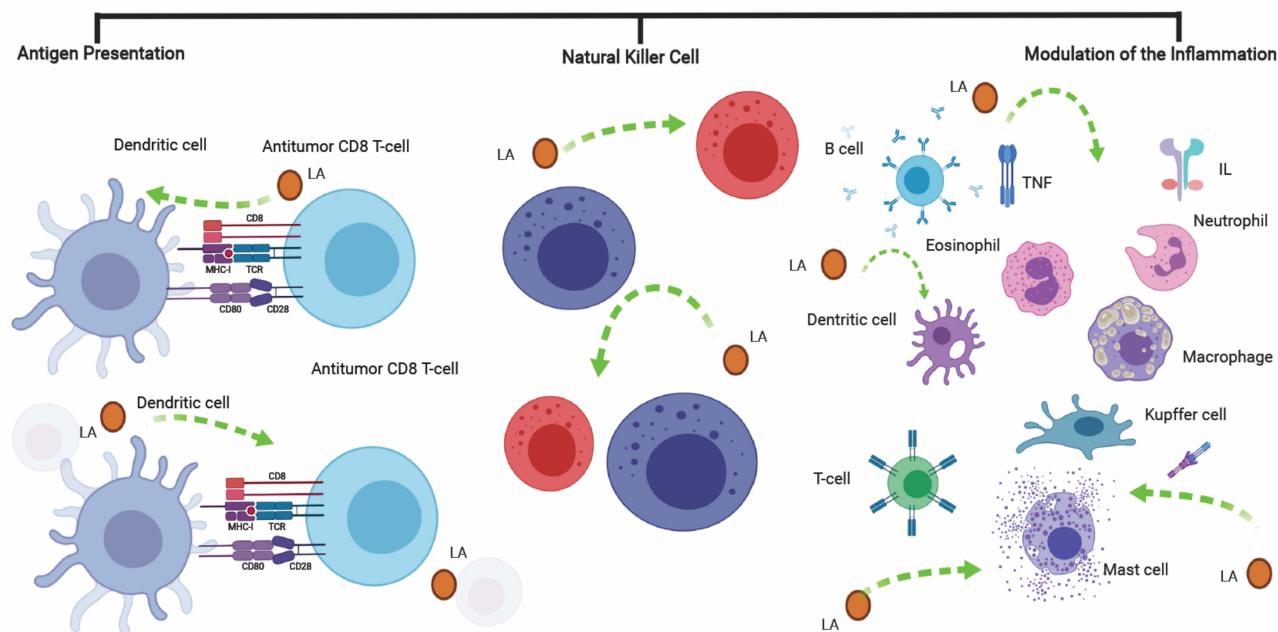 Antigen Presentation
Natural Killer Cell
Modulation of the Inflammation
Dendritic cell
Antitumor CD8 T-cell
LA
CD8
MHC-I
TCR
CD80
CD28
Antitumor CD8 T-cell
Dendritic cell
LA
CD8
MHC-I
TCR
CD80
CD28
LA
LA
LA
LA
B cell
TNF
IL
Neutrophil
Eosinophil
LA
Dentritic cell
Macrophage
Kupffer cell
T-cell
Mast cell
LA
LA